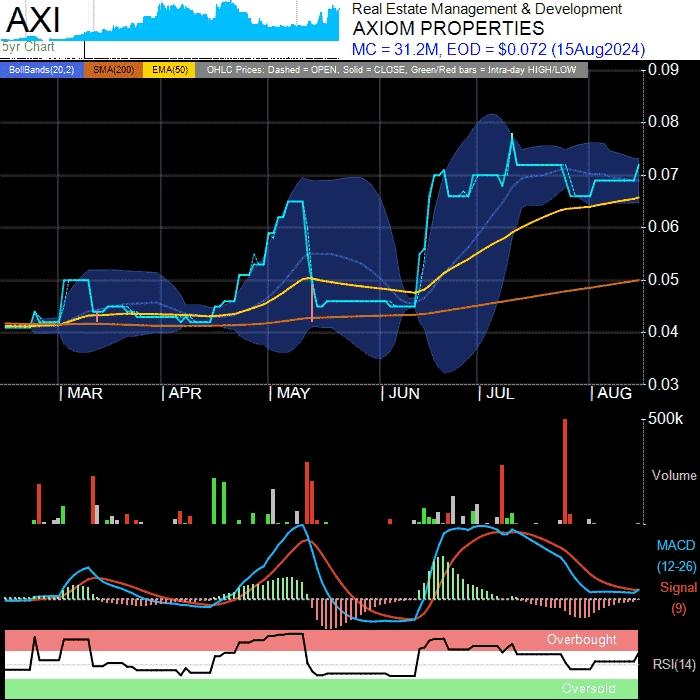 AXI
5yr Chart
Real Estate Management & Development
AXIOM PROPERTIES
MC = 31.2M, EOD = $0.072 (15Aug2024)
BollBands(20,2) SMA(200) EMA(50) OHLC Prices: Dashed = OPEN, Solid = CLOSE, Green/Red bars = Intra-day HIGH/LOW
0.09
0.08
0.07
0.06
0.05
0.04
0.03
MAR APR MAY JUN JUL AUG
500k
Volume
MACD
(12-26)
Signal
(9)
Overbought
RSI(14)
Oversold